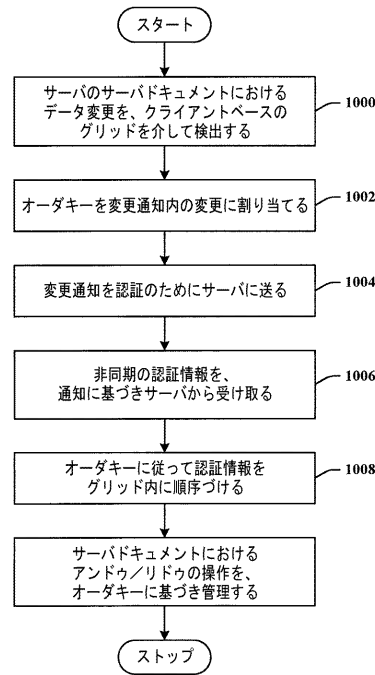 スタート
サーバのサーバドキュメントにおける
データ変更を、クライアントベースの
グリッドを介して検出する
1000
オーダキーを変更通知内の変更に割り当てる
1002
変更通知を認証のためにサーバに送る
1004
非同期の認証情報を、
通知に基づきサーバから受け取る
1006
オーダキーに従って認証情報を
グリッド内に順序づける
1008
サーバドキュメントにおける
アンドゥ／リドゥの操作を、
オーダキーに基づき管理する
ストップ